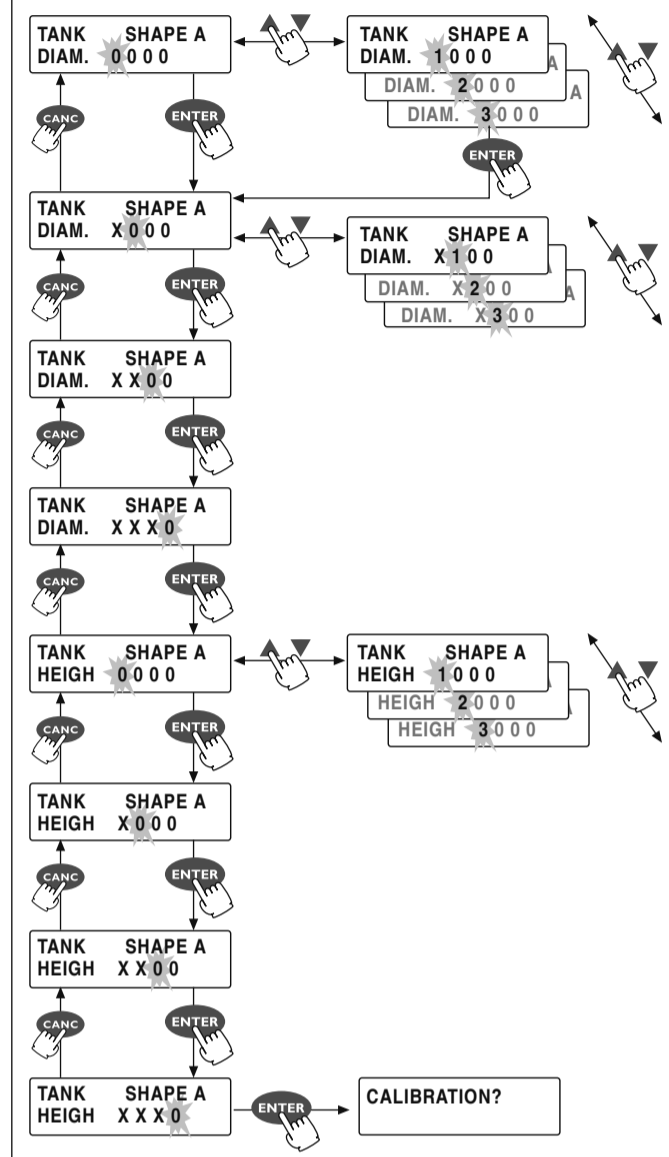 TANK SHAPE A
DIAM. 0 0 0 0
TANK SHAPE A
DIAM. 1 0 0 0
A
DIAM. 2 0 0 0
A
DIAM. 3 0 0 0
CANC
ENTER
ENTER
TANK SHAPE A
DIAM. X 0 0 0
TANK SHAPE A
DIAM. X 1 0 0
DIAM. X 2 0 0
A
DIAM. X 3 0 0
CANC
ENTER
TANK SHAPE A
DIAM. X X 0 0
CANC
ENTER
TANK SHAPE A
DIAM. X X X 0
CANC
ENTER
TANK SHAPE A
HEIGH 0 0 0 0
TANK SHAPE A
HEIGH 1 0 0 0
HEIGH 2 0 0 0
HEIGH 3 0 0 0
CANC
ENTER
TANK SHAPE A
HEIGH X 0 0 0
CANC
ENTER
TANK SHAPE A
HEIGH X X 0 0
CANC
ENTER
TANK SHAPE A
HEIGH X X X 0
ENTER
CALIBRATION?